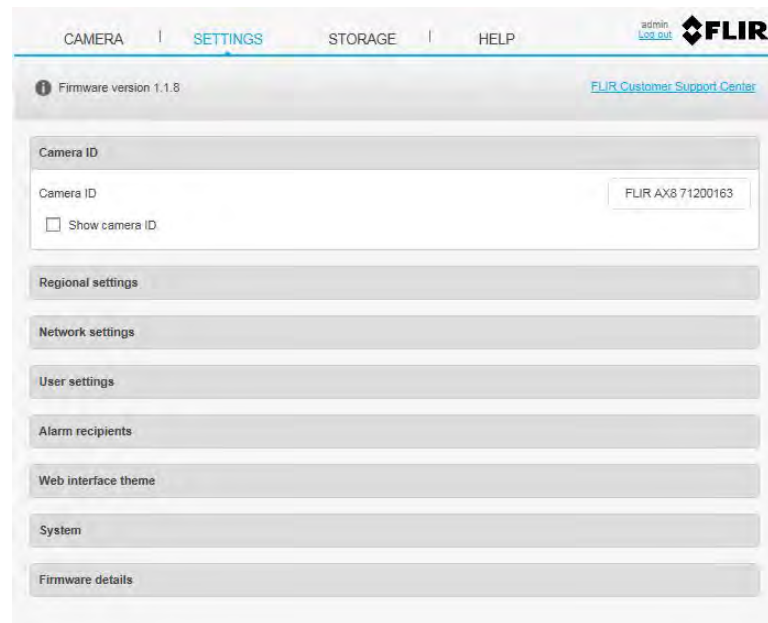 CAMERA | SETTINGS STORAGE | HELP
admin
Log out
FLIR
Firmware version 1.1.8 FLIR Customer Support Center
Camera ID
Camera ID FLIR AX8 71200163
Show camera ID
Regional settings
Network settings
User settings
Alarm recipients
Web interface theme
System
Firmware details